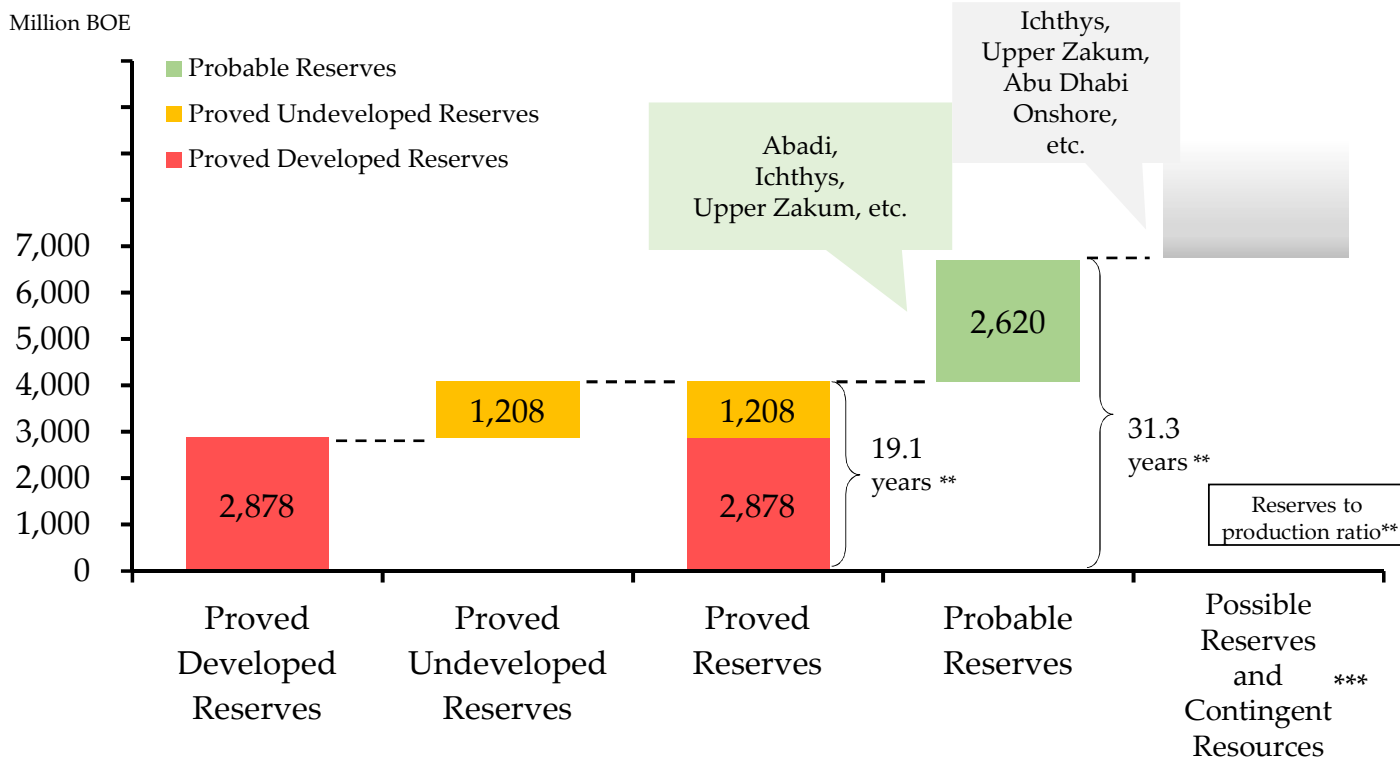 Million BOE
Probable Reserves
Proved Undeveloped Reserves
Proved Developed Reserves
Abadi,
Ichthys,
Upper Zakum, etc.
Ichthys,
Upper Zakum,
Abu Dhabi
Onshore,
etc.
7,000
6,000
5,000
4,000
3,000
2,000
1,000
0
2,878
1,208
1,208
2,878
19.1
years **
2,620
31.3
years **
Reserves to
production ratio**
Proved
Developed
Reserves
Proved
Undeveloped
Reserves
Proved
Reserves
Probable
Reserves
Possible
Reserves
and ***
Contingent
Resources